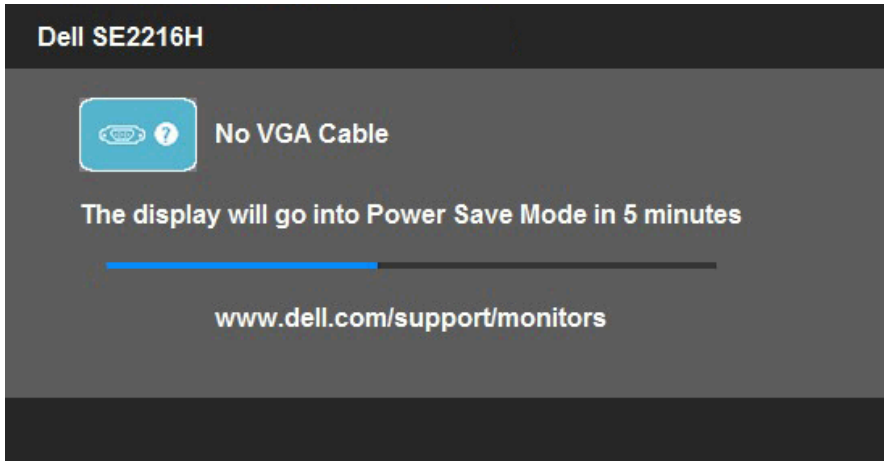 Dell SE2216H
? No VGA Cable
The display will go into Power Save Mode in 5 minutes
www.dell.com/support/monitors